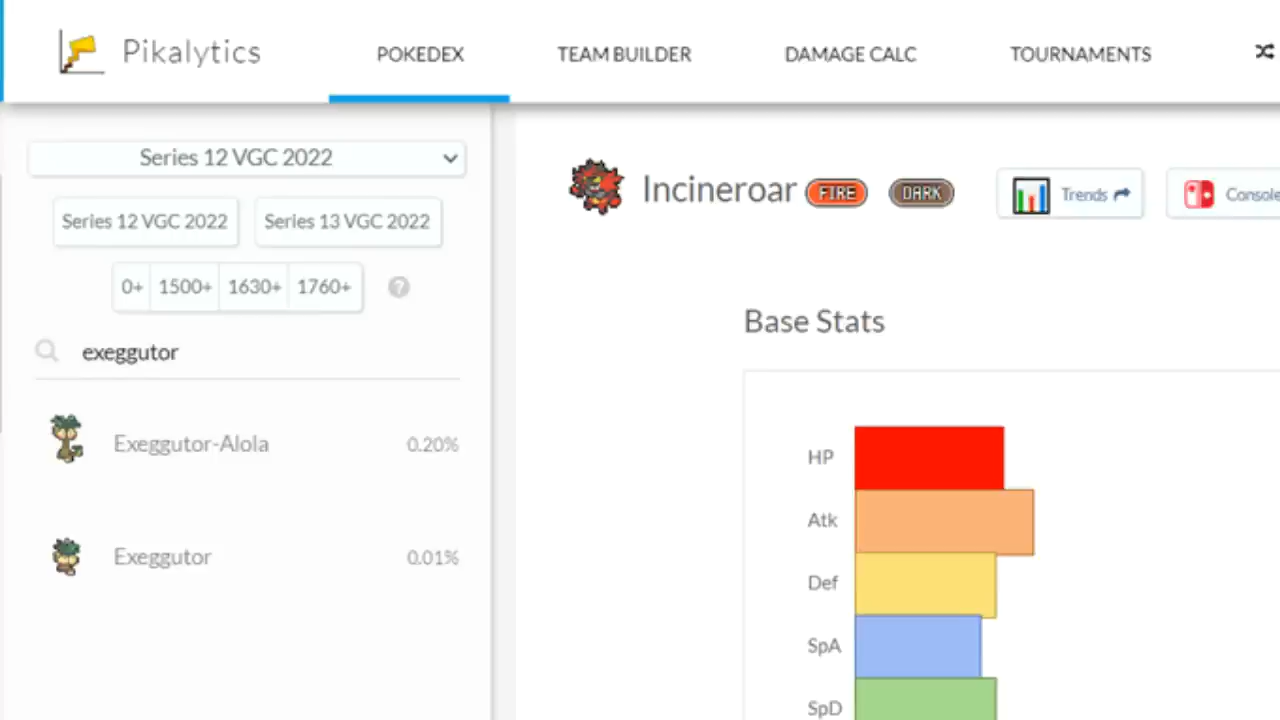 Pikalytics
POKEDEX
TEAM BUILDER
DAMAGE CALC
TOURNAMENTS
Series 12 VGC 2022
Series 12 VGC 2022
Series 13 VGC 2022
0+
1500+
1630+
1760+
?
exeggutor
Exeggutor-Alola
0.20%
Exeggutor
0.01%
Incineroar
FIRE
DARK
Trends
Console
Base Stats
HP
Atk
Def
SpA
SpD